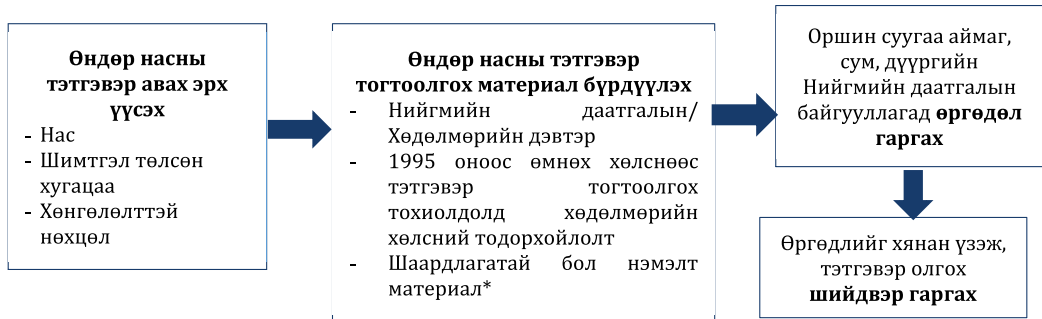 Өндөр насны
тэтгэвэр авах эрх
үүсэх
- Нас
- Шимтгэл төлсөн
хугацаа
- Хөнгөлөлттэй
нөхцөл
Өндөр насны тэтгэвэр
тогтоолгох материал бүрдүүлэх
- Нийгмийн даатгалын/
Хөдөлмөрийн дэвтэр
- 1995 оноос өмнөх хөлснөөс
тэтгэвэр тогтоолгох
тохиолдолд хөдөлмөрийн
хөлсний тодорхойлолт
- Шаардлагатай бол нэмэлт
материал*
Оршин суугаа аймаг,
сум, дүүргийн
Нийгмийн даатгалын
байгууллагад өргөдөл
гаргах
Өргөдлийг хянан үзэж,
тэтгэвэр олгох
шийдвэр гаргах